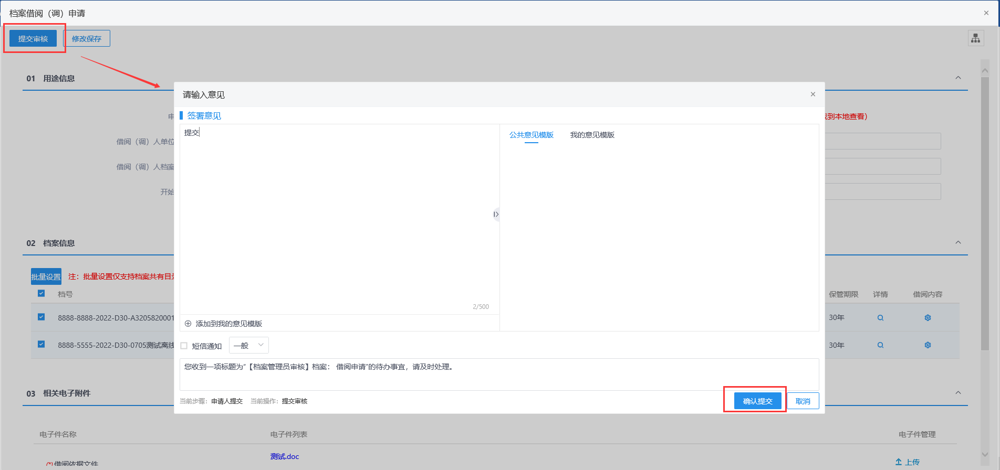 档案借阅（调）申请
提交审核 修改保存
01 用途信息
请输入意见
签署意见
提交
公共意见模版 我的意见模版
到本地查看）
借阅（调）人单位
借阅（调）人档案
开始
02 档案信息
批量设置 注：批量设置仅支持档案共有目录
档号 保管期限 详情 借阅内容
8888-8888-2022-D30-A3205820001 30年
8888-5555-2022-D30-0705测试离线 30年
2/500
添加到我的意见模版
短信通知 一般
您收到一项标题为“【档案管理员审核】档案： 借阅申请”的待办事宜，请及时处理。
当前步骤：申请人提交 当前操作：提交审核
确认提交 取消
03 相关电子附件
电子件名称 电子件列表 电子件管理
测试.doc
(*)借阅依据文件 上传